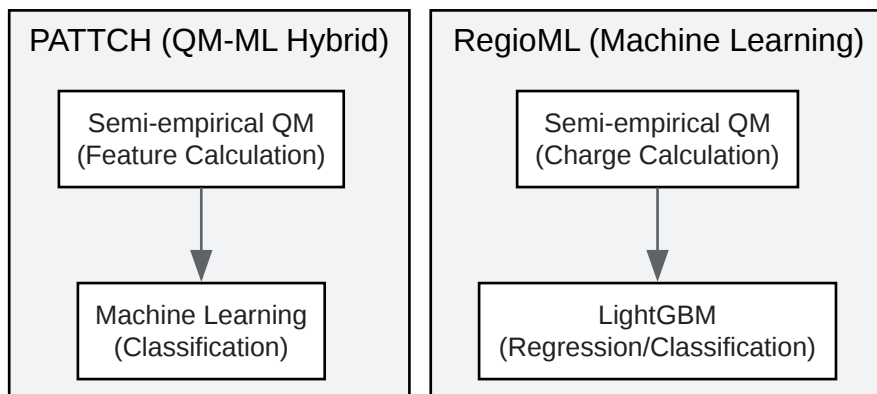 PATTCH (QM-ML Hybrid)
Semi-empirical QM
(Feature Calculation)
Machine Learning
(Classification)
RegioML (Machine Learning)
Semi-empirical QM
(Charge Calculation)
LightGBM
(Regression/Classification)